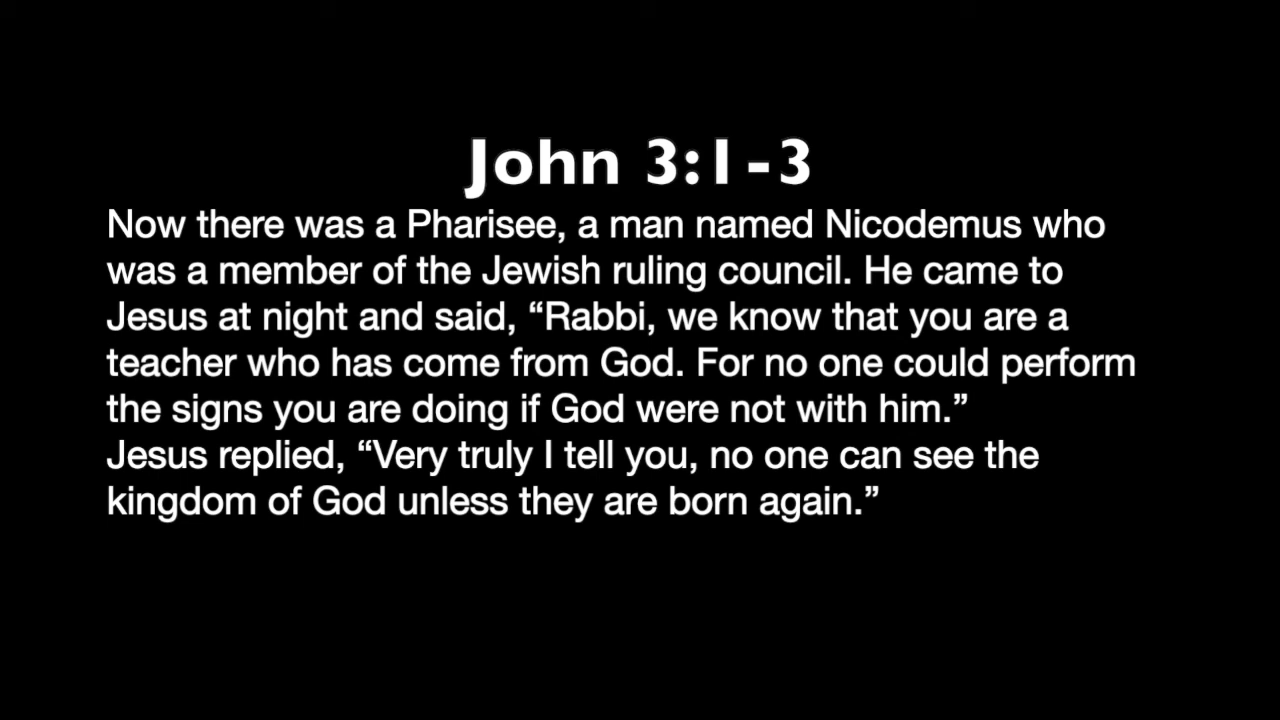 John 3:1-3
Now there was a Pharisee, a man named Nicodemus who
was a member of the Jewish ruling council. He came to
Jesus at night and said, “Rabbi, we know that you are a
teacher who has come from God. For no one could perform
the signs you are doing if God were not with him.”
Jesus replied, “Very truly I tell you, no one can see the
kingdom of God unless they are born again.”